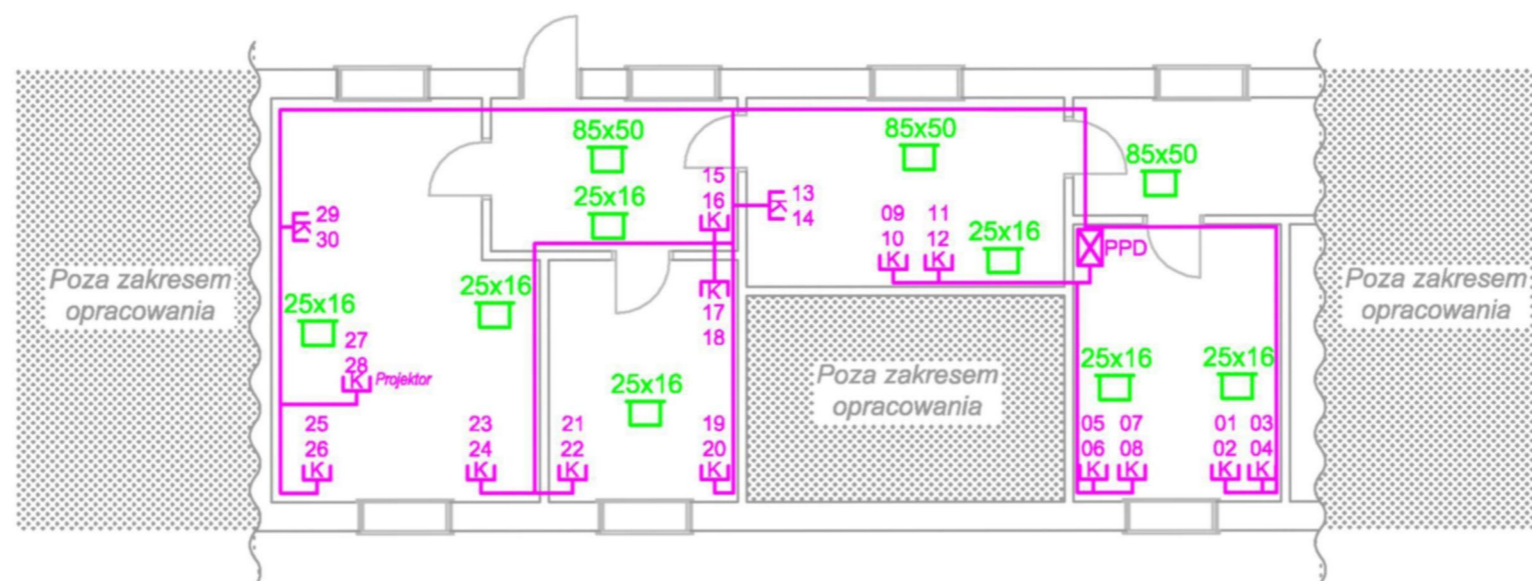 85x50
85x50
85x50
25x16
15
16
K
13
14
K
29
30
K
09
10
K
11
12
K
25x16
PPD
Poza zakresem
opracowania
25x16
25x16
K
17
18
27
28
K
Projektor
25x16
Poza zakresem
opracowania
25x16
25x16
Poza zakresem
opracowania
25
26
K
23
24
K
21
22
K
19
20
K
05
06
K
07
08
K
01
02
K
03
04
K